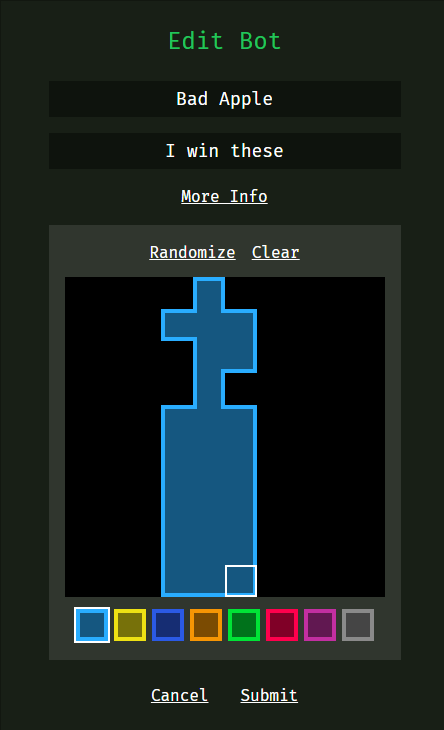 Edit Bot
Bad Apple
I win these
More Info
Randomize Clear
Cancel Submit